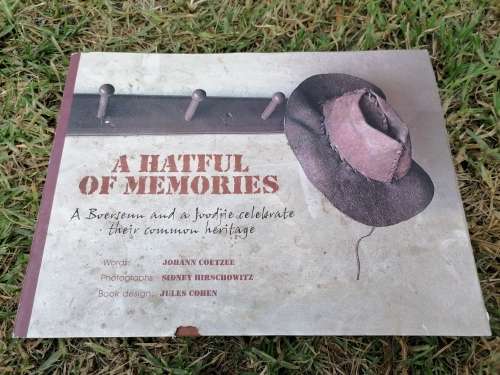 A HATFUL
OF MEMORIES
A Boerseun and a Joodjie celebrate
their common heritage
Words: JOHANN COETZEE
Photographs: SIDNEY HIRSCHOWITZ
Book design: JULES COHEN